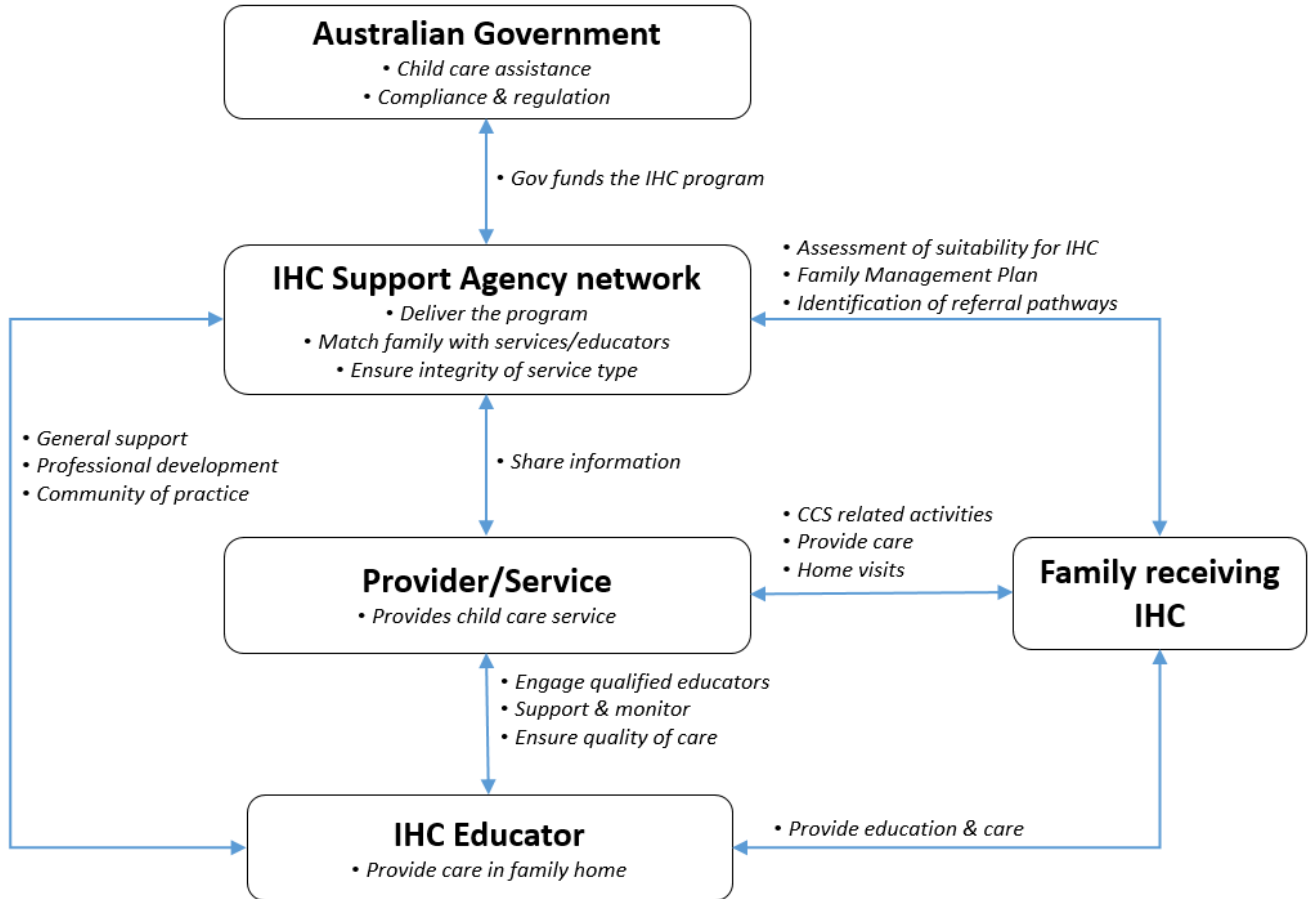 Australian Government
• Child care assistance
• Compliance & regulation
• Gov funds the IHC program
IHC Support Agency network
• Deliver the program
• Match family with services/educators
• Ensure integrity of service type
• Assessment of suitability for IHC
• Family Management Plan
• Identification of referral pathways
• General support
• Professional development
• Community of practice
• Share information
• CCS related activities
• Provide care
• Home visits
Provider/Service
• Provides child care service
Family receiving
IHC
• Engage qualified educators
• Support & monitor
• Ensure quality of care
IHC Educator
• Provide care in family home
• Provide education & care